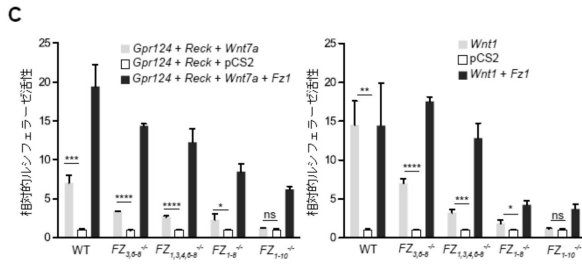 C
相対的ルシフェラーゼ活性
25
20
15
10
5
0
Gpr124 + Reck + Wnt7a
Gpr124 + Reck + pCS2
Gpr124 + Reck + Wnt7a + Fz1
***
****
****
*
ns
WT
FZ3,6-8-/-
FZ1,3,4,6-8-/-
FZ1-8-/-
FZ1-10-/-
相対的ルシフェラーゼ活性
25
20
15
10
5
0
Wnt1
pCS2
Wnt1 + Fz1
**
****
***
*
ns
WT
FZ3,6-8-/-
FZ1,3,4,6-8-/-
FZ1-8-/-
FZ1-10-/-